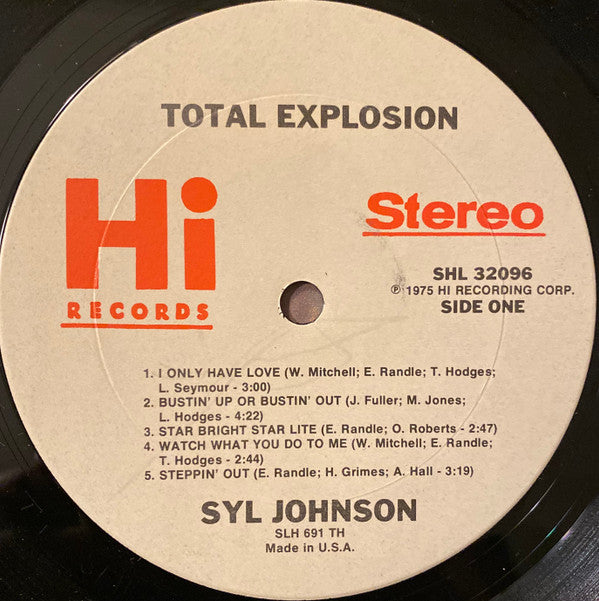 TOTAL EXPLOSION
Hi
RECORDS
Stereo
SHL 32096
℗ 1975 HI RECORDING CORP.
SIDE ONE
1. I ONLY HAVE LOVE (W. Mitchell; E. Randle; T. Hodges;
L. Seymour - 3:00)
2. BUSTIN' UP OR BUSTIN' OUT (J. Fuller; M. Jones;
L. Hodges - 4:22)
3. STAR BRIGHT STAR LITE (E. Randle; O. Roberts - 2:47)
4. WATCH WHAT YOU DO TO ME (W. Mitchell; E. Randle;
T. Hodges - 2:44)
5. STEPPIN' OUT (E. Randle; H. Grimes; A. Hall - 3:19)
SYL JOHNSON
SLH 691 TH
Made in U.S.A.